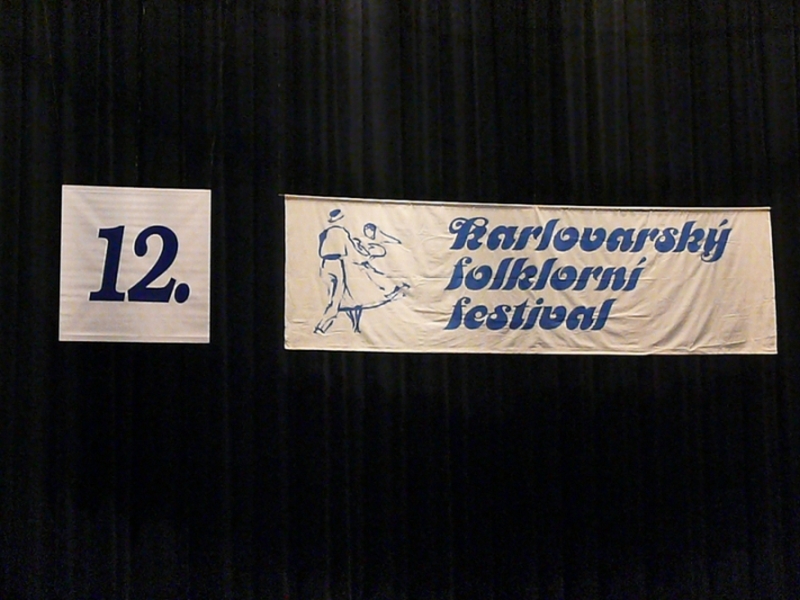 12.
Karlovarský
folklorní
festival